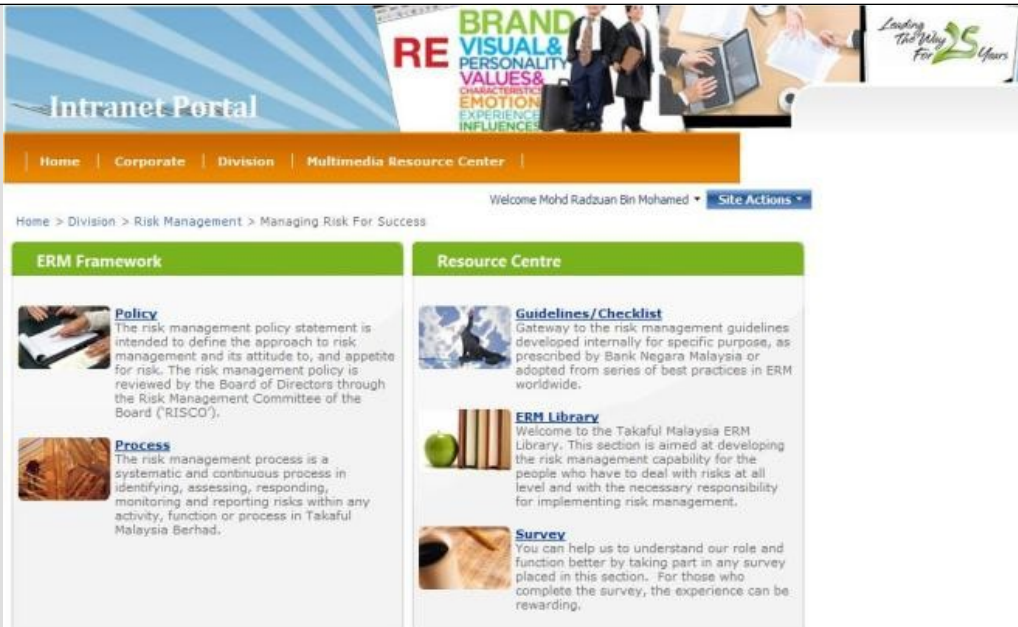 Intranet Portal
RE
BRAND
VISUAL&
PERSONALITY
VALUES&
CHARACTERISTICS
EMOTION
EXPERIENCE
INFLUENCES
Leading
The Way
For 25 Years
Home | Corporate | Division | Multimedia Resource Center |
Welcome Mohd Radzuan Bin Mohamed
Site Actions
Home > Division > Risk Management > Managing Risk For Success
ERM Framework
Policy
The risk management policy statement is
intended to define the approach to risk
management and its attitude to, and appetite
for risk. The risk management policy is
reviewed by the Board of Directors through
the Risk Management Committee of the
Board ('RISCO').
Process
The risk management process is a
systematic and continuous process in
identifying, assessing, responding,
monitoring and reporting risks within any
activity, function or process in Takaful
Malaysia Berhad.
Resource Centre
Guidelines/Checklist
Gateway to the risk management guidelines
developed internally for specific purpose, as
prescribed by Bank Negara Malaysia or
adopted from series of best practices in ERM
worldwide.
ERM Library
Welcome to the Takaful Malaysia ERM
Library. This section is aimed at developing
the risk management capability for the
people who have to deal with risks at all
level and with the necessary responsibility
for implementing risk management.
Survey
You can help us to understand our role and
function better by taking part in any survey
placed in this section. For those who
complete the survey, the experience can be
rewarding.